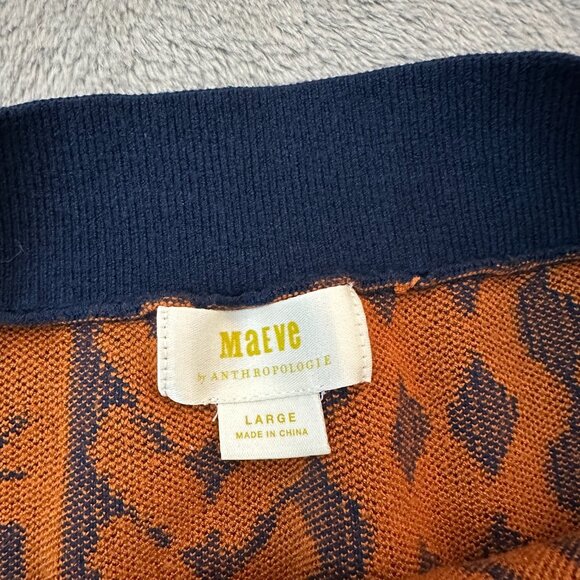 Maeve
by ANTHROPOLOGIE
LARGE
MADE IN CHINA